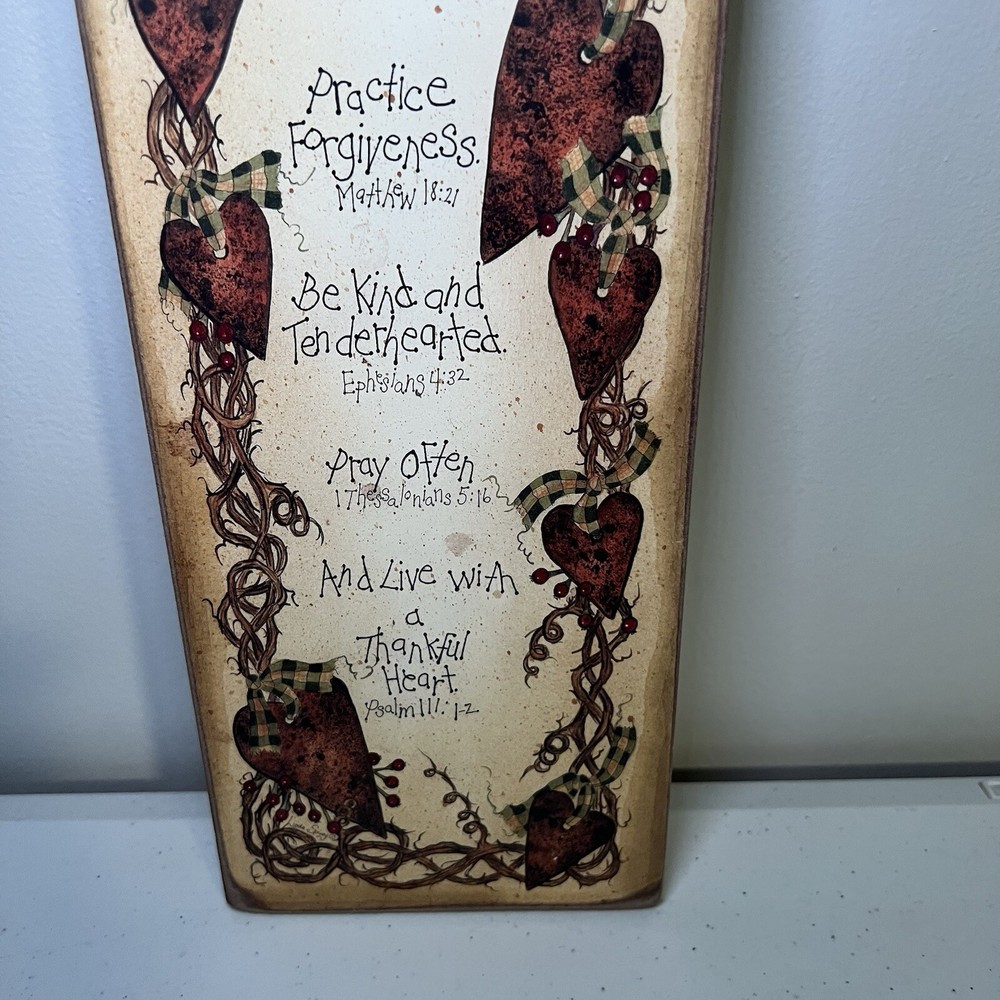 Practice
Forgiveness.
Matthew 18:21
Be Kind and
Tenderhearted.
Ephesians 4:32
Pray Often
1 Thessalonians 5:16
And Live with
a
Thankful
Heart.
Psalm 111: 1-2